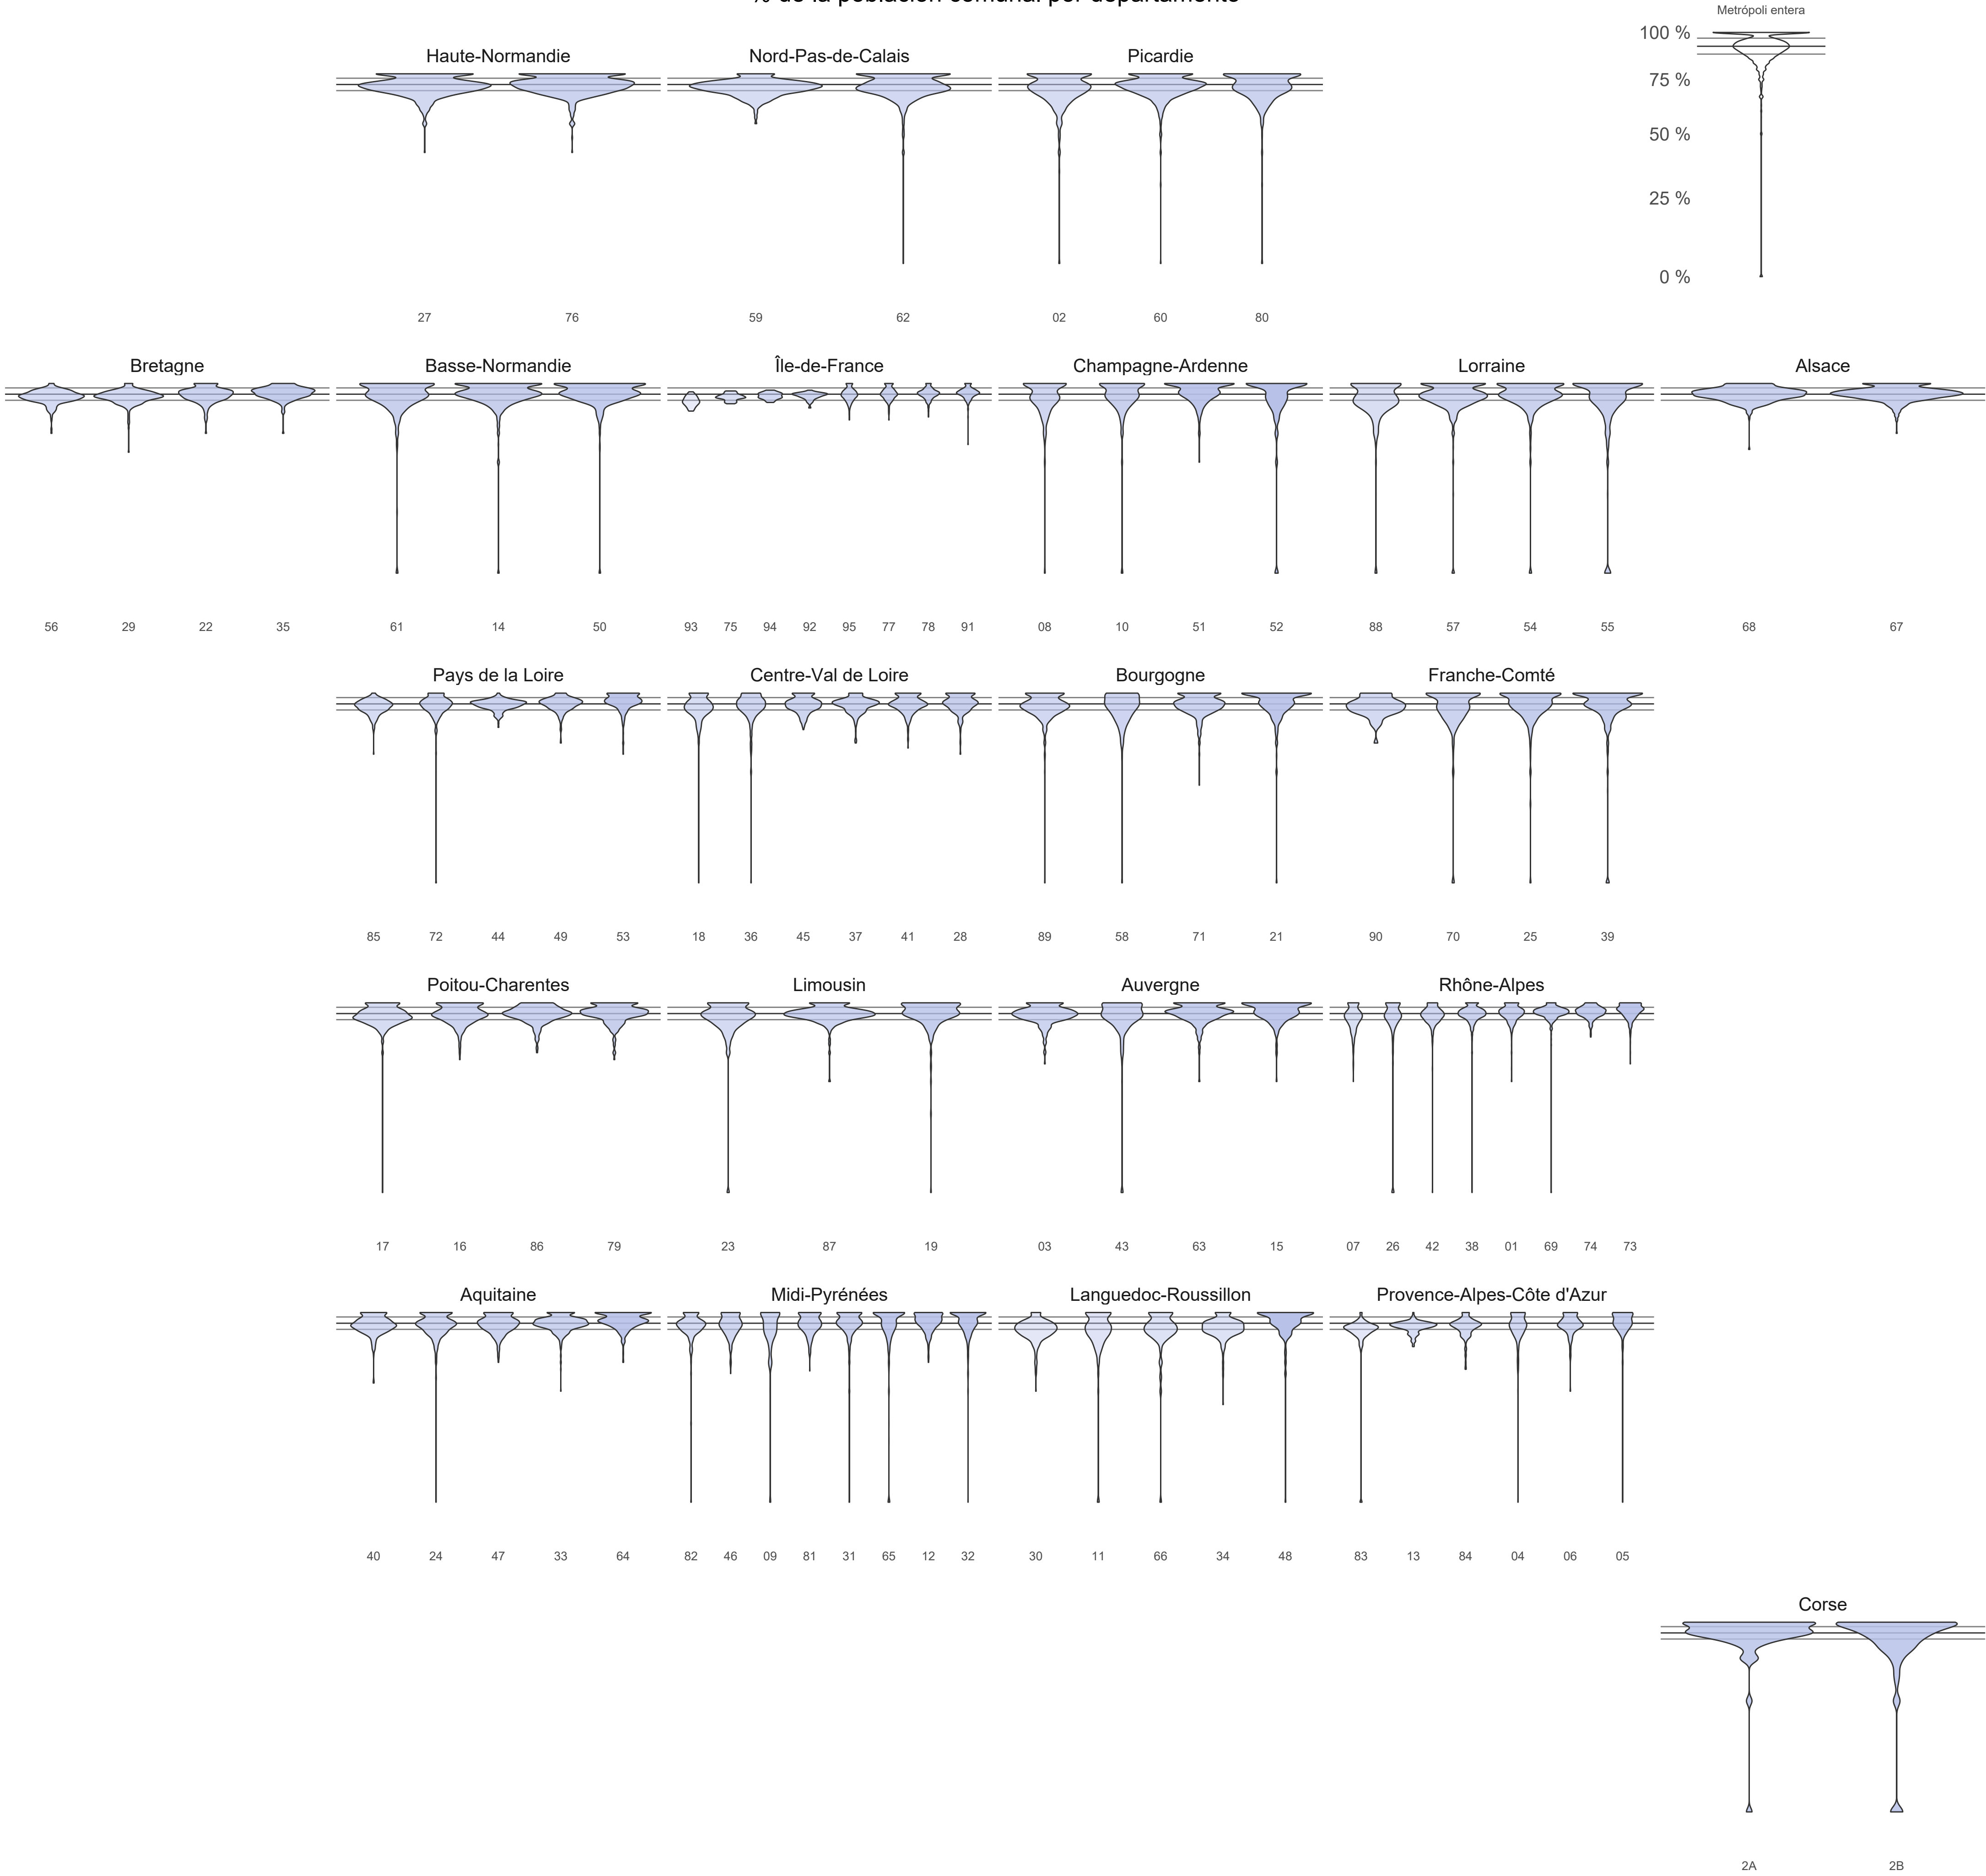 % de la población comunal por departamento
Metrópoli entera
100 %
75 %
50 %
25 %
0 %
Haute-Normandie Nord-Pas-de-Calais Picardie
27 76 59 62 02 60 80
Bretagne Basse-Normandie Île-de-France Champagne-Ardenne Lorraine Alsace
56 29 22 35 61 14 50 93 75 94 92 95 77 78 91 08 10 51 52 88 57 54 55 68 67
Pays de la Loire Centre-Val de Loire Bourgogne Franche-Comté
85 72 44 49 53 18 36 45 37 41 28 89 58 71 21 90 70 25 39
Poitou-Charentes Limousin Auvergne Rhône-Alpes
17 16 86 79 23 87 19 03 43 63 15 07 26 42 38 01 69 74 73
Aquitaine Midi-Pyrénées Languedoc-Roussillon Provence-Alpes-Côte d'Azur
40 24 47 33 64 82 46 09 81 31 65 12 32 30 11 66 34 48 83 13 84 04 06 05
Corse
2A 2B